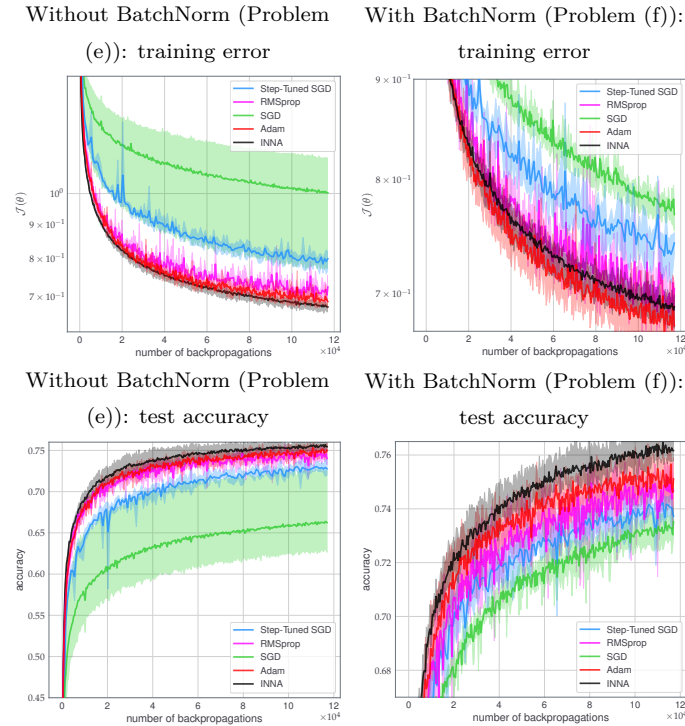 Without BatchNorm (Problem
(e)): training error
With BatchNorm (Problem (f)):
training error
Step-Tuned SGD
RMSprop
SGD
Adam
INNA
J(θ)
10⁰
9 × 10⁻¹
8 × 10⁻¹
7 × 10⁻¹
0 2 4 6 8 10 12
×10⁴
number of backpropagations
Step-Tuned SGD
RMSprop
SGD
Adam
INNA
J(θ)
9 × 10⁻¹
8 × 10⁻¹
7 × 10⁻¹
0 2 4 6 8 10 12
×10⁴
number of backpropagations
Without BatchNorm (Problem
(e)): test accuracy
With BatchNorm (Problem (f)):
test accuracy
accuracy
0.75
0.70
0.65
0.60
0.55
0.50
0.45
Step-Tuned SGD
RMSprop
SGD
Adam
INNA
0 2 4 6 8 10 12
×10⁴
number of backpropagations
accuracy
0.76
0.74
0.72
0.70
0.68
Step-Tuned SGD
RMSprop
SGD
Adam
INNA
0 2 4 6 8 10 12
×10⁴
number of backpropagations